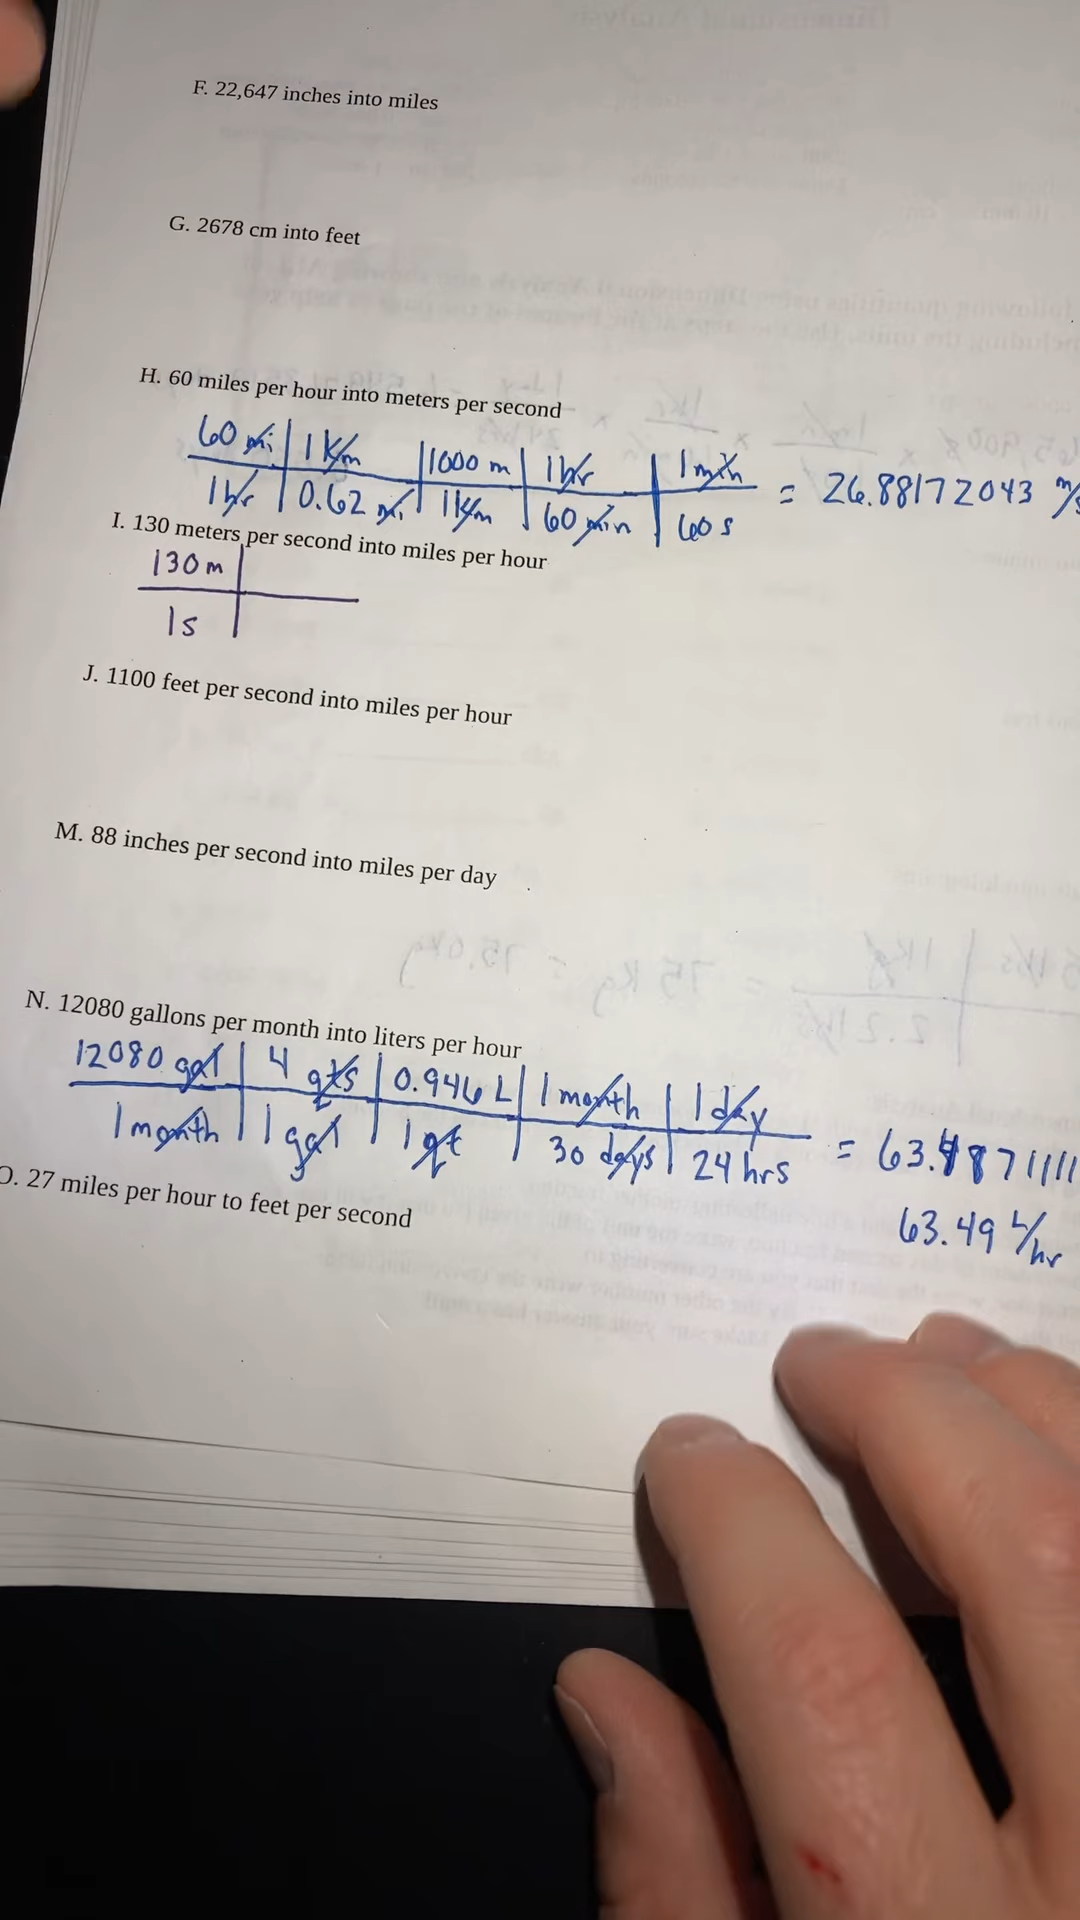 F. 22,647 inches into miles
G. 2678 cm into feet
H. 60 miles per hour into meters per second
60 mi | 1 Km | 1000 m | 1 hr | 1 min
1 hr | 0.62 mi | 1 Km | 60 min | 60 s
= 26.88172043 m/s
I. 130 meters per second into miles per hour
130 m
1 s
J. 1100 feet per second into miles per hour
M. 88 inches per second into miles per day
N. 12080 gallons per month into liters per hour
12080 gal | 4 qts | 0.946 L | 1 month | 1 day
1 month | 1 gal | 1 qt | 30 days | 24 hrs
= 63.4871111
63.49 L/hr
O. 27 miles per hour to feet per second